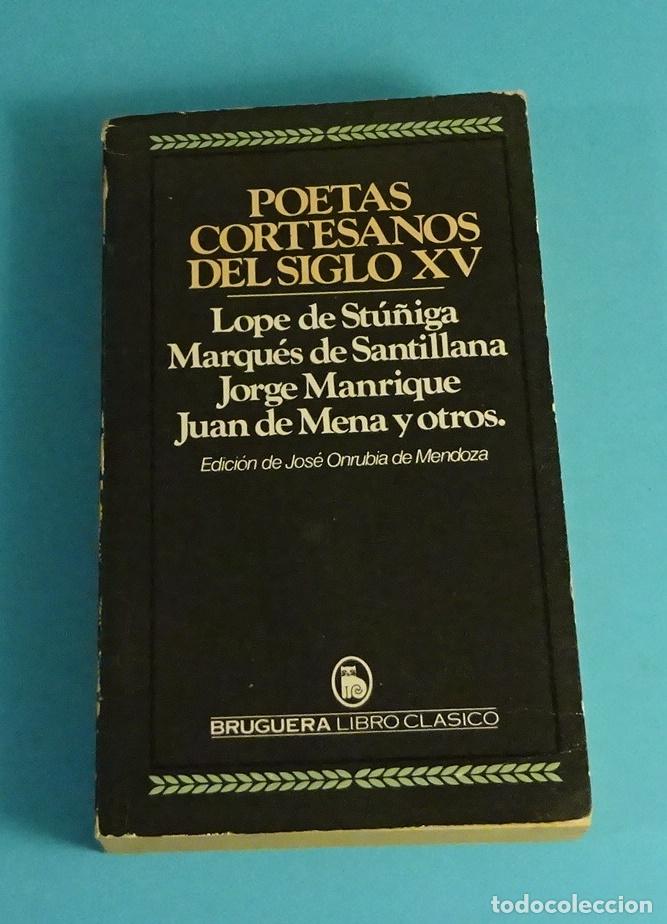 POETAS
CORTESANOS
DEL SIGLO XV
Lope de Stúñiga
Marqués de Santillana
Jorge Manrique
Juan de Mena y otros.
Edición de José Onrubia de Mendoza
BRUGUERA LIBRO CLASICO
todocoleccion